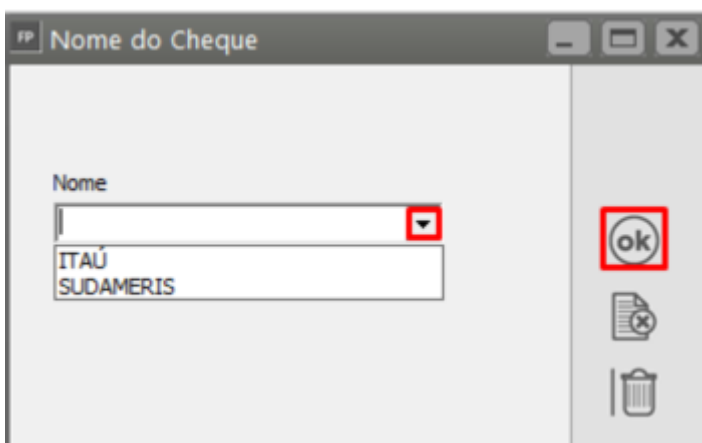 FP Nome do Cheque
Nome
ITAÚ
SUDAMERIS
ok